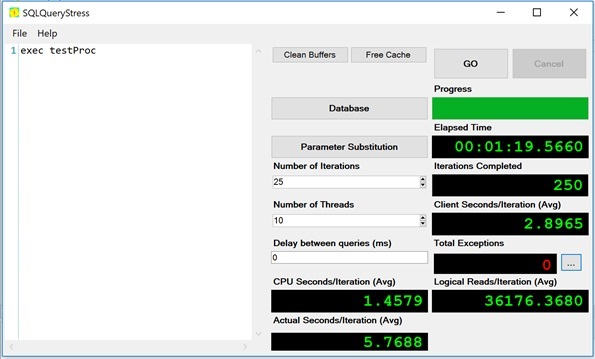 SQLQueryStress
File Help
1 exec testProc
Clean Buffers Free Cache GO Cancel
Progress
Database
Elapsed Time
00:01:19.5660
Parameter Substitution
Number of Iterations Iterations Completed
25 250
Number of Threads Client Seconds/Iteration (Avg)
10 2.8965
Delay between queries (ms) Total Exceptions
0 0 ...
CPU Seconds/Iteration (Avg) Logical Reads/Iteration (Avg)
1.4579 36176.3680
Actual Seconds/Iteration (Avg)
5.7688